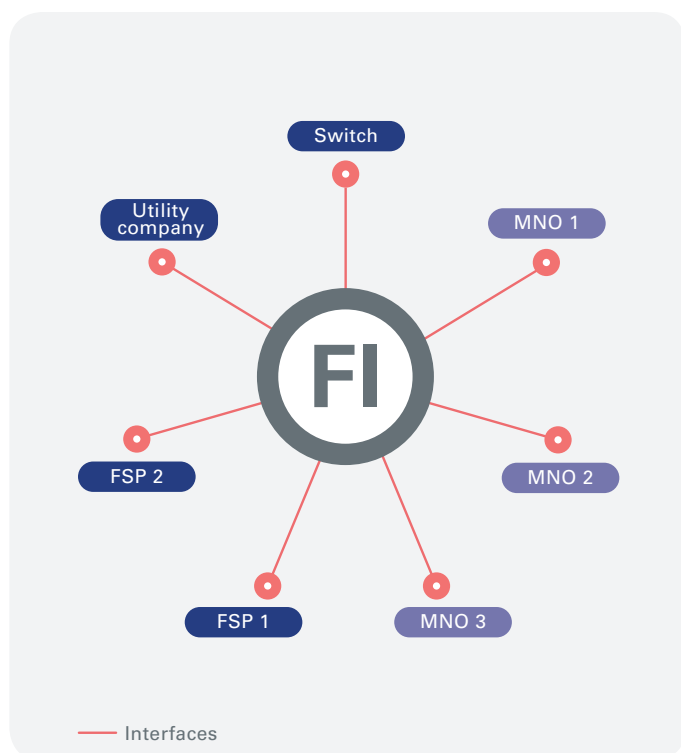 Switch
Utility
company
MNO 1
FI
FSP 2
MNO 2
FSP 1
MNO 3
Interfaces